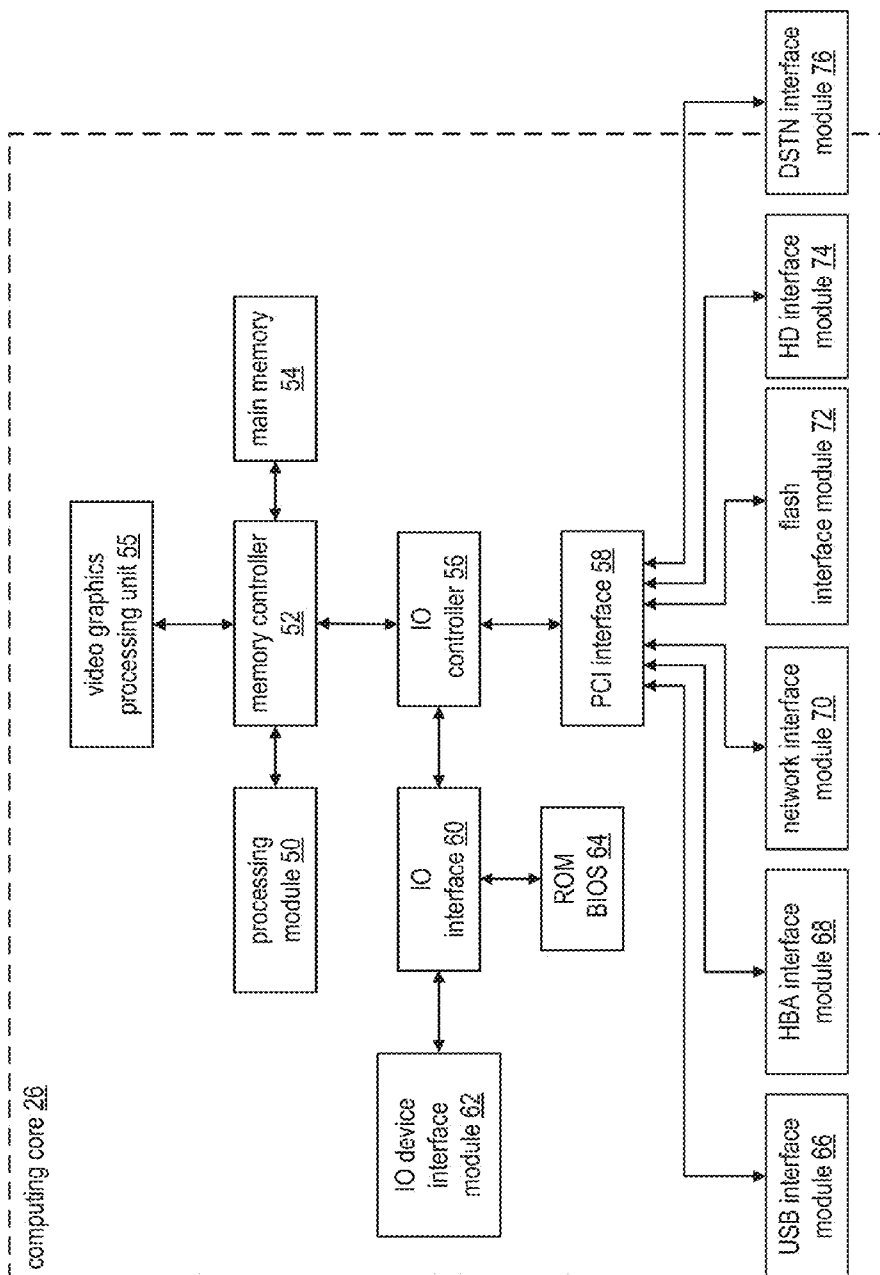 computing core 26
video graphics
processing unit 55
processing
module 50
memory controller
52
main memory
54
IO device
interface
module 62
IO
interface 60
IO
controller 56
ROM
BIOS 64
PCI interface 58
USB interface
module 66
HBA interface
module 68
network interface
module 70
flash
interface module 72
HD interface
module 74
DSTN interface
module 76